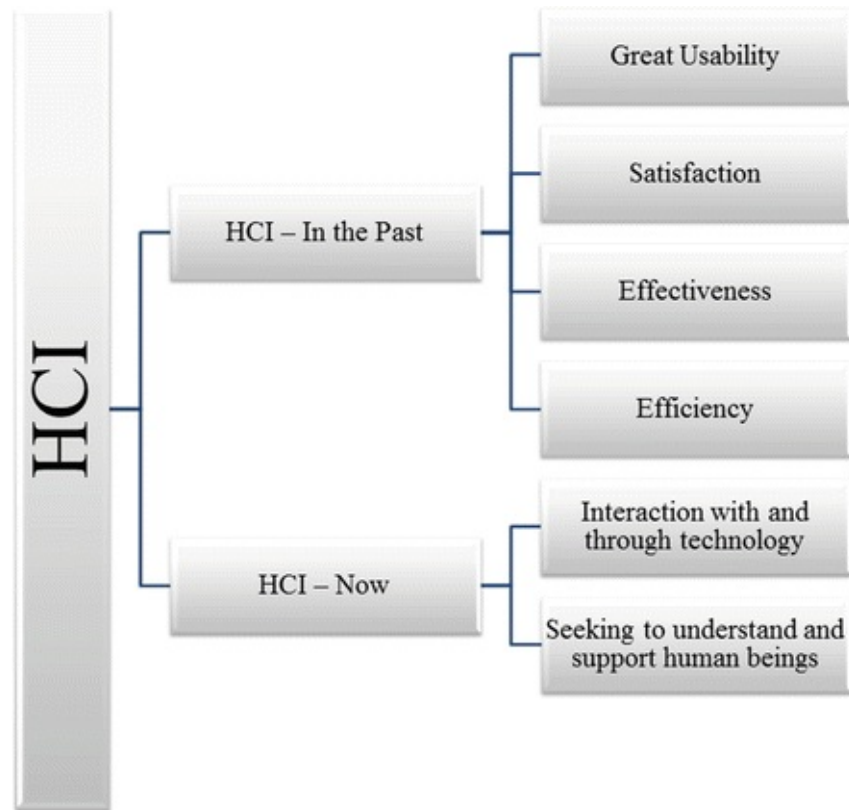 HCI
HCI – In the Past
Great Usability
Satisfaction
Effectiveness
Efficiency
HCI – Now
Interaction with and
through technology
Seeking to understand and
support human beings